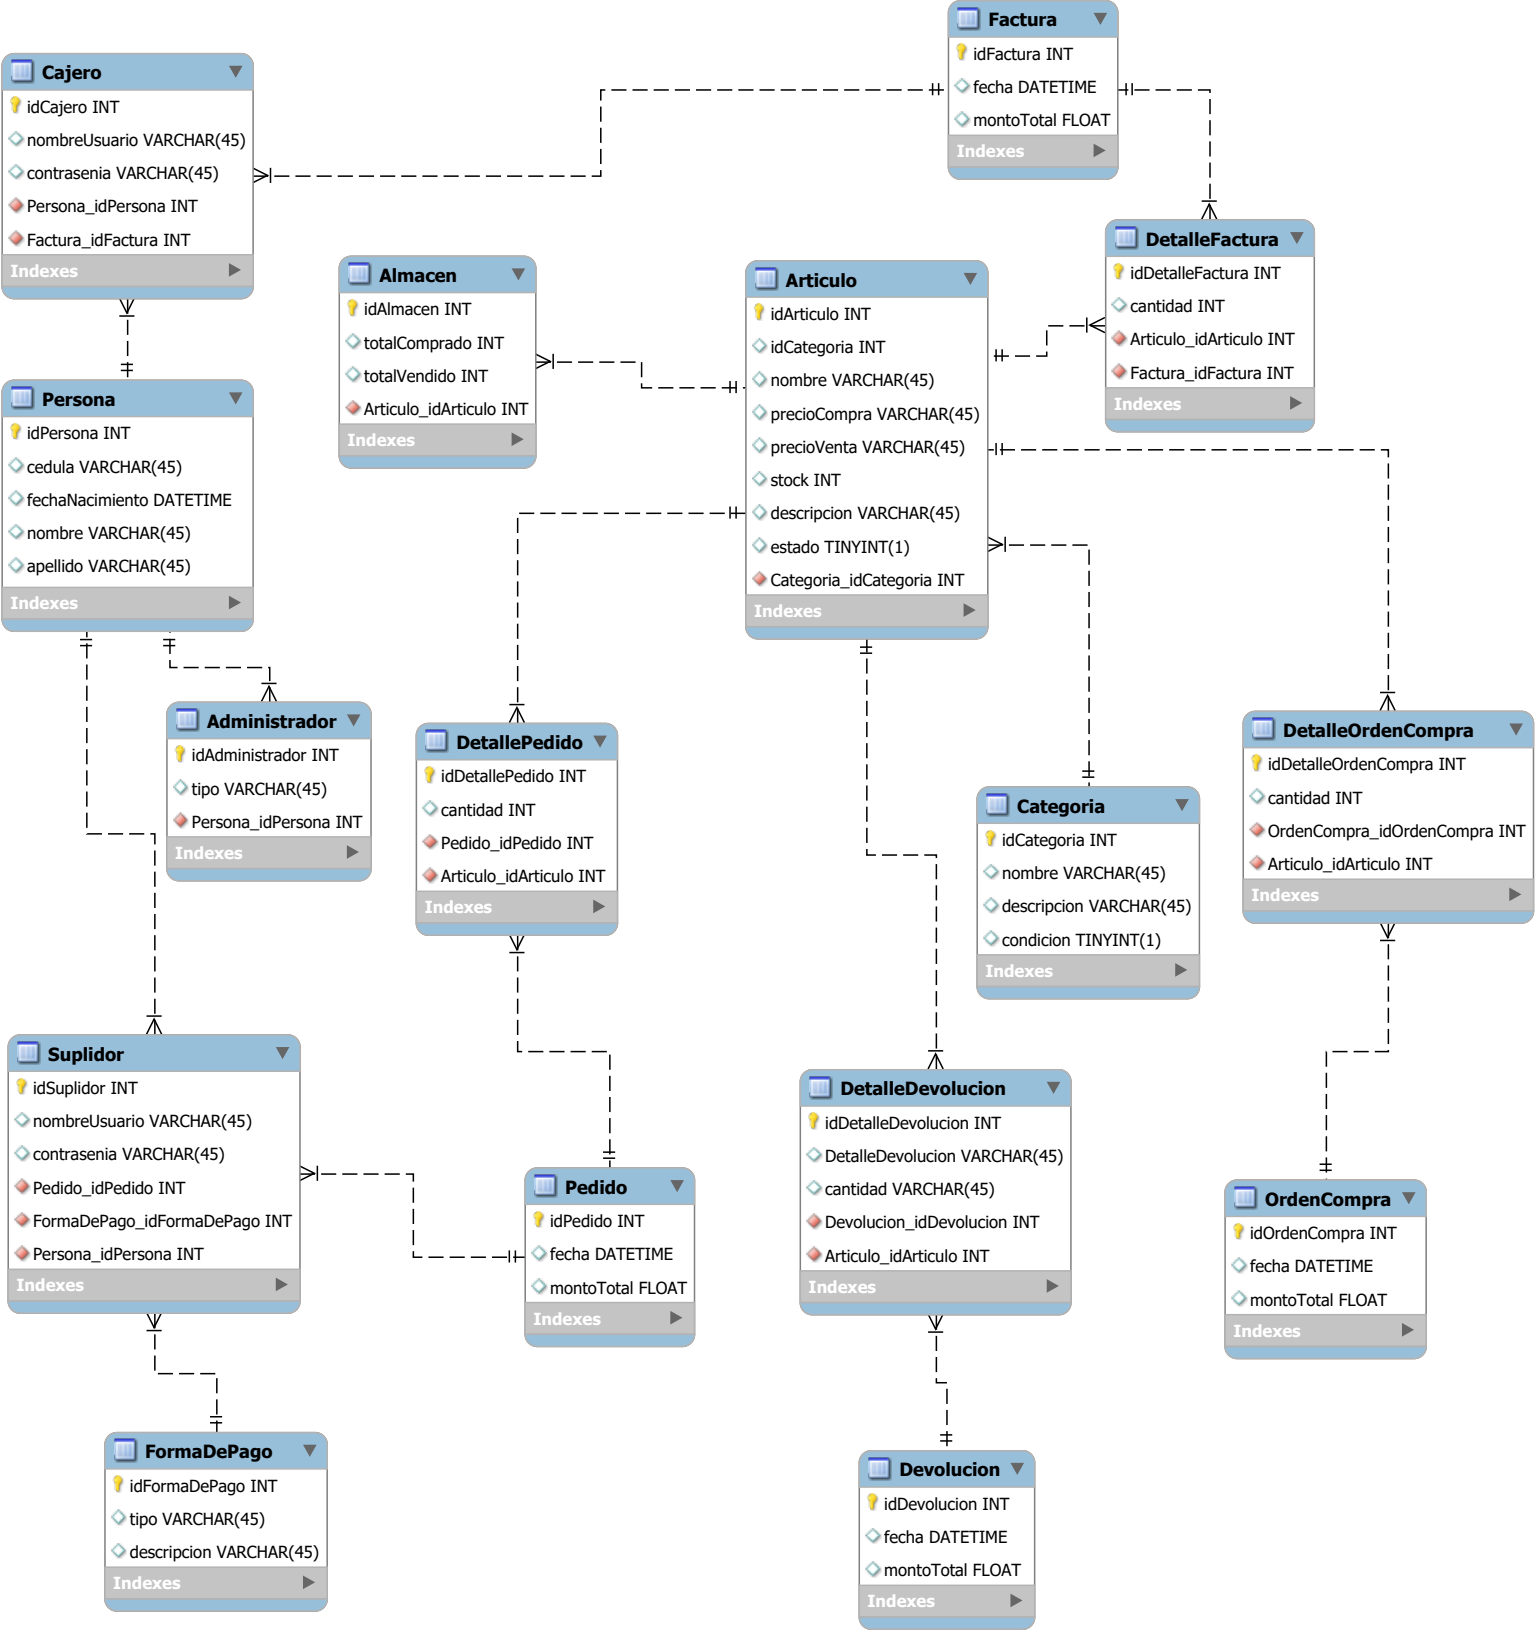 Factura
idFactura INT
fecha DATETIME
montoTotal FLOAT
Indexes
Cajero
idCajero INT
nombreUsuario VARCHAR(45)
contrasenia VARCHAR(45)
Persona_idPersona INT
Factura_idFactura INT
Indexes
DetalleFactura
idDetalleFactura INT
cantidad INT
Articulo_idArticulo INT
Factura_idFactura INT
Indexes
Almacen
idAlmacen INT
totalComprado INT
totalVendido INT
Articulo_idArticulo INT
Indexes
Articulo
idArticulo INT
idCategoria INT
nombre VARCHAR(45)
precioCompra VARCHAR(45)
precioVenta VARCHAR(45)
stock INT
descripcion VARCHAR(45)
estado TINYINT(1)
Categoria_idCategoria INT
Indexes
Persona
idPersona INT
cedula VARCHAR(45)
fechaNacimiento DATETIME
nombre VARCHAR(45)
apellido VARCHAR(45)
Indexes
Administrador
idAdministrador INT
tipo VARCHAR(45)
Persona_idPersona INT
Indexes
DetallePedido
idDetallePedido INT
cantidad INT
Pedido_idPedido INT
Articulo_idArticulo INT
Indexes
Categoria
idCategoria INT
nombre VARCHAR(45)
descripcion VARCHAR(45)
condicion TINYINT(1)
Indexes
DetalleOrdenCompra
idDetalleOrdenCompra INT
cantidad INT
OrdenCompra_idOrdenCompra INT
Articulo_idArticulo INT
Indexes
Suplidor
idSuplidor INT
nombreUsuario VARCHAR(45)
contrasenia VARCHAR(45)
Pedido_idPedido INT
FormaDePago_idFormaDePago INT
Persona_idPersona INT
Indexes
Pedido
idPedido INT
fecha DATETIME
montoTotal FLOAT
Indexes
DetalleDevolucion
idDetalleDevolucion INT
DetalleDevolucion VARCHAR(45)
cantidad VARCHAR(45)
Devolucion_idDevolucion INT
Articulo_idArticulo INT
Indexes
OrdenCompra
idOrdenCompra INT
fecha DATETIME
montoTotal FLOAT
Indexes
FormaDePago
idFormaDePago INT
tipo VARCHAR(45)
descripcion VARCHAR(45)
Indexes
Devolucion
idDevolucion INT
fecha DATETIME
montoTotal FLOAT
Indexes